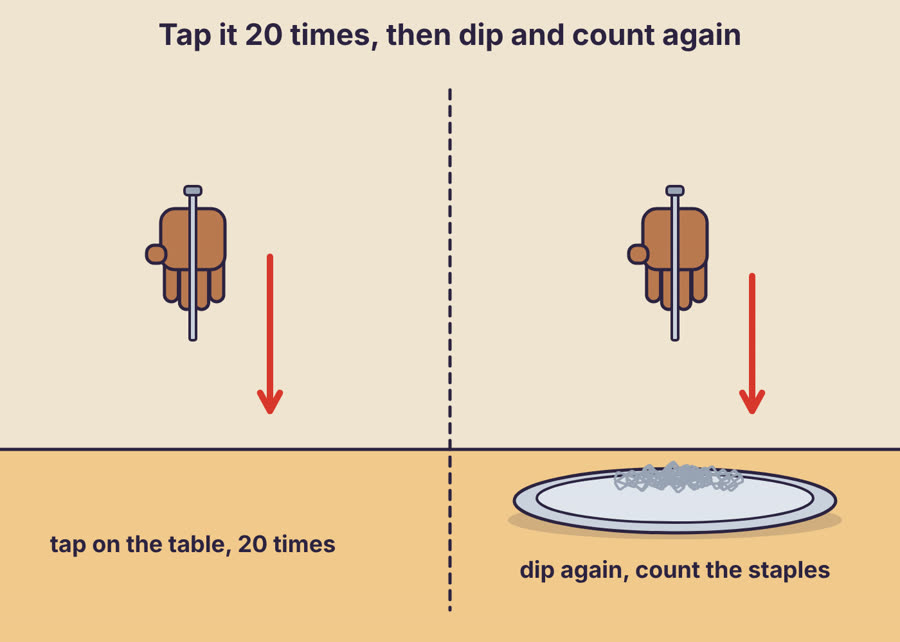 Tap it 20 times, then dip and count again
tap on the table, 20 times
dip again, count the staples